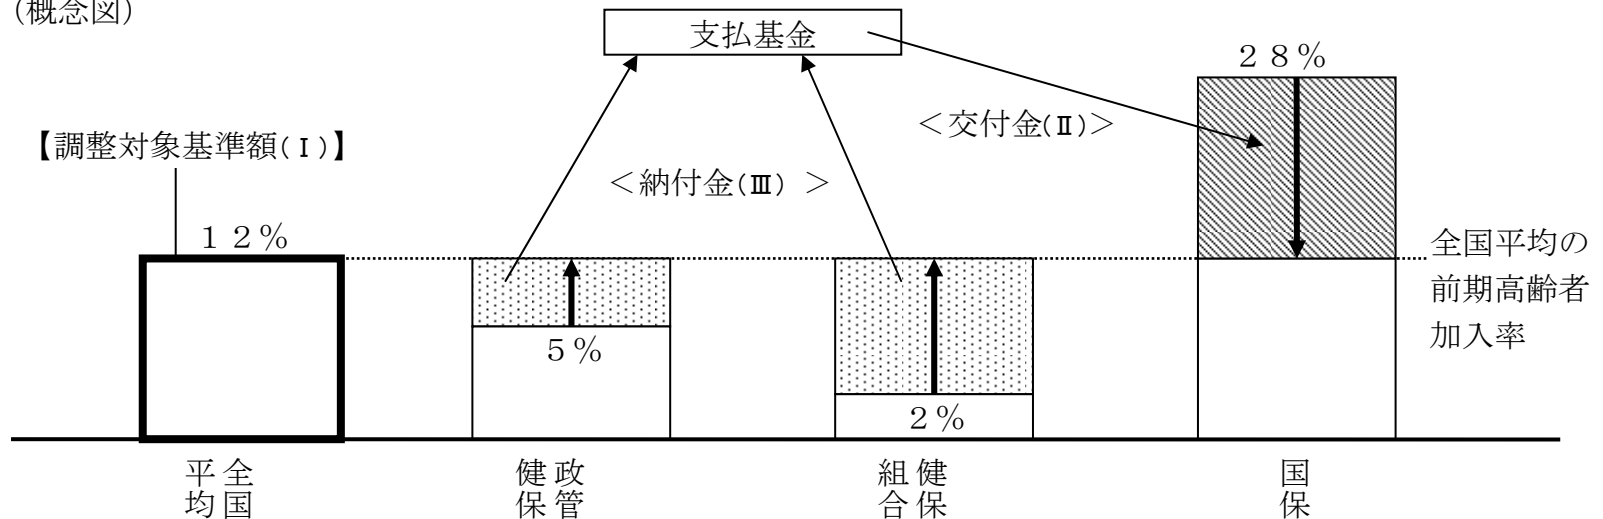 （概念図）
支払基金
２８％
＜交付金(Ⅱ)＞
【調整対象基準額(Ⅰ)】
＜納付金(Ⅲ) ＞
１２％
全国平均の
前期高齢者
加入率
５％
２％
全国
平均
政管
健保
健保
組合
国保